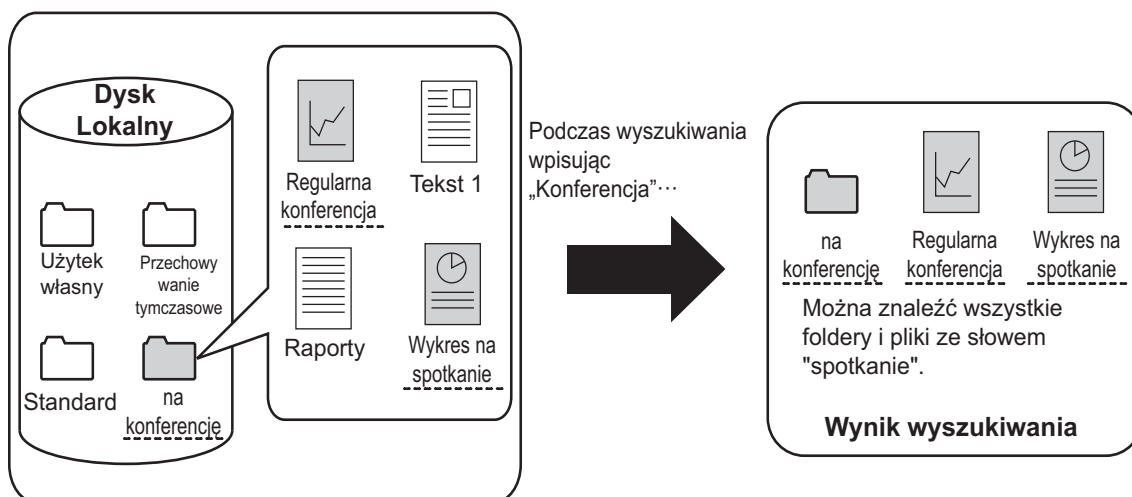 Dysk
Lokalny
Użytek
własny
Przechowy
wanie
tymczasowe
Standard
na
konferencję
Regularna
konferencja
Tekst 1
Raporty
Wykres na
spotkanie
Podczas wyszukiwania
wpisując
„Konferencja”⋯
na
konferencję
Regularna
konferencja
Wykres na
spotkanie
Można znaleźć wszystkie
foldery i pliki ze słowem
"spotkanie".
Wynik wyszukiwania